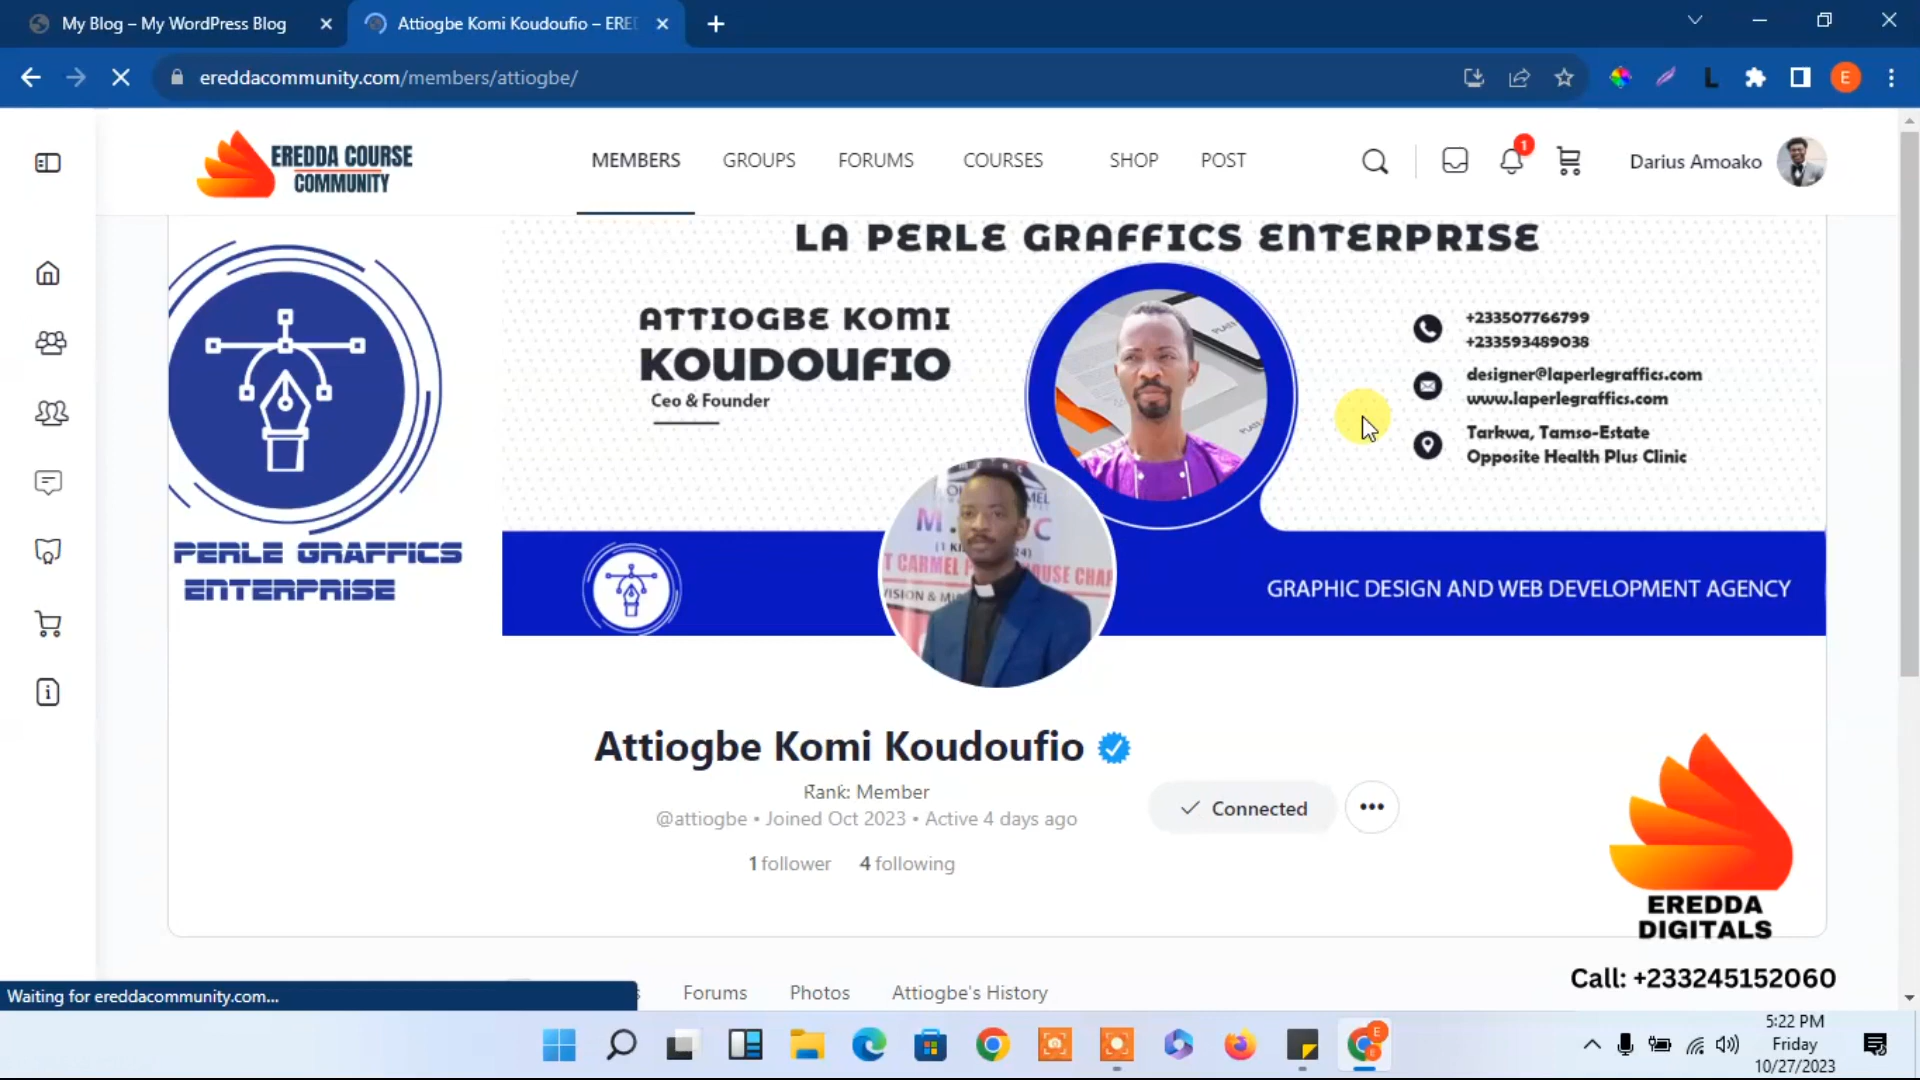 My Blog – My WordPress Blog
Attiogbe Komi Koudoufio – ERE
ereddacommunity.com/members/attiogbe/
L
E
EREDDA COURSE
COMMUNITY
MEMBERS
GROUPS
FORUMS
COURSES
SHOP
POST
1
Darius Amoako
LA PERLE GRAFFICS ENTERPRISE
ATTIOGBE KOMI
KOUDOUFIO
Ceo & Founder
+233507766799
+233593489038
designer@laperlegraffics.com
www.laperlegraffics.com
Tarkwa, Tamso-Estate
Opposite Health Plus Clinic
PERLE GRAFFICS
ENTERPRISE
GRAPHIC DESIGN AND WEB DEVELOPMENT AGENCY
Attiogbe Komi Koudoufio
Rank: Member
@attiogbe • Joined Oct 2023 • Active 4 days ago
1 follower 4 following
Connected
EREDDA
DIGITALS
Call: +233245152060
Waiting for ereddacommunity.com...
Forums
Photos
Attiogbe's History
5:22 PM
Friday
10/27/2023